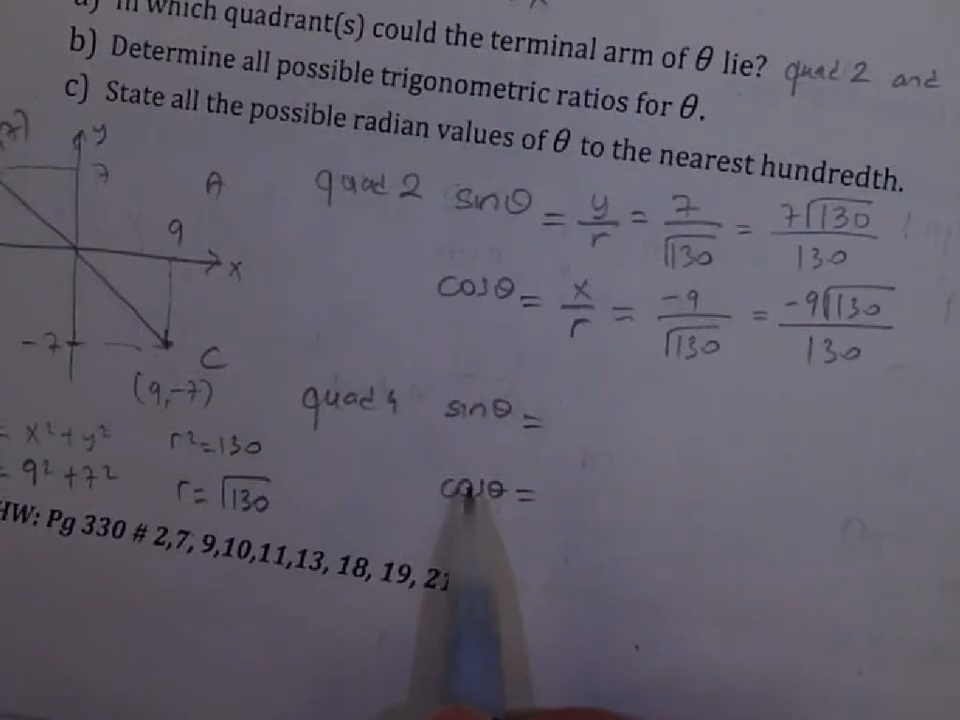 a) In which quadrant(s) could the terminal arm of θ lie? quad 2 and
b) Determine all possible trigonometric ratios for θ.
c) State all the possible radian values of θ to the nearest hundredth.
7)
y
7
A
9
x
-7
C
(9,-7)
quad 2 sinθ = y/r = 7/√130 = 7√130/130
cosθ = x/r = -9/√130 = -9√130/130
quad 4 sinθ =
cosθ =
= x²+y² r²=130
= 9²+7² r=√130
HW: Pg 330 # 2,7, 9,10,11,13, 18, 19, 21